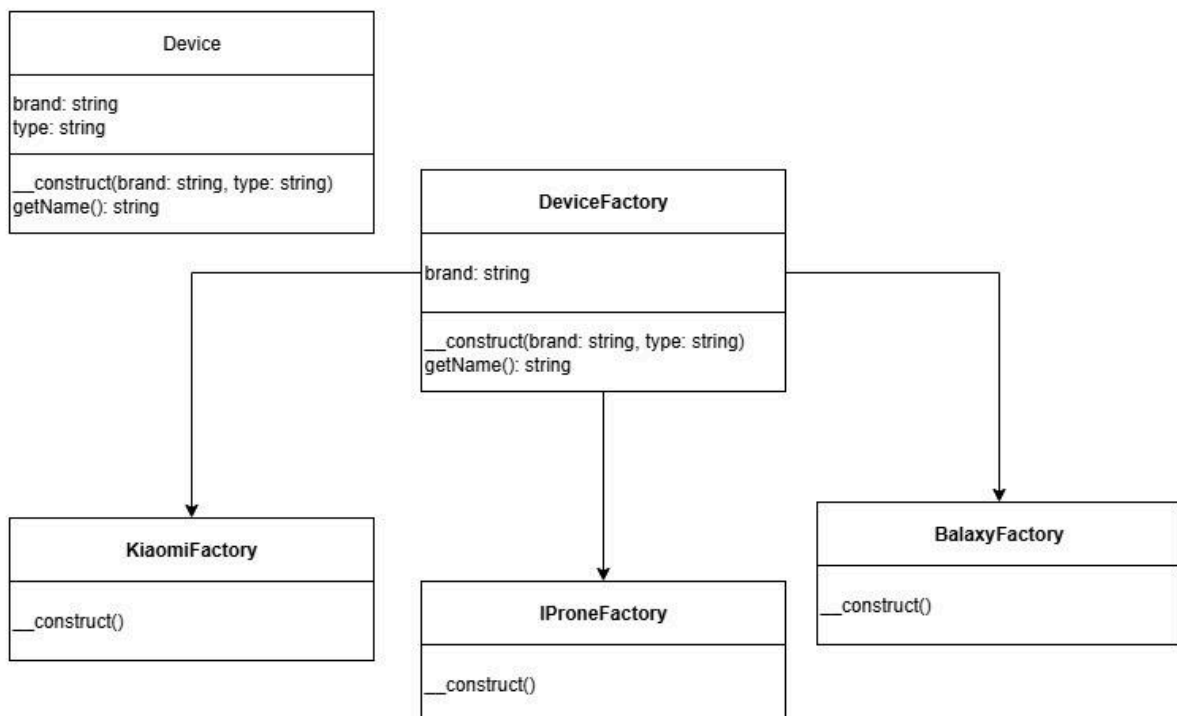 Device
brand: string
type: string
__construct(brand: string, type: string)
getName(): string
DeviceFactory
brand: string
__construct(brand: string, type: string)
getName(): string
KiaomiFactory
__construct()
IProneFactory
__construct()
BalaxyFactory
__construct()